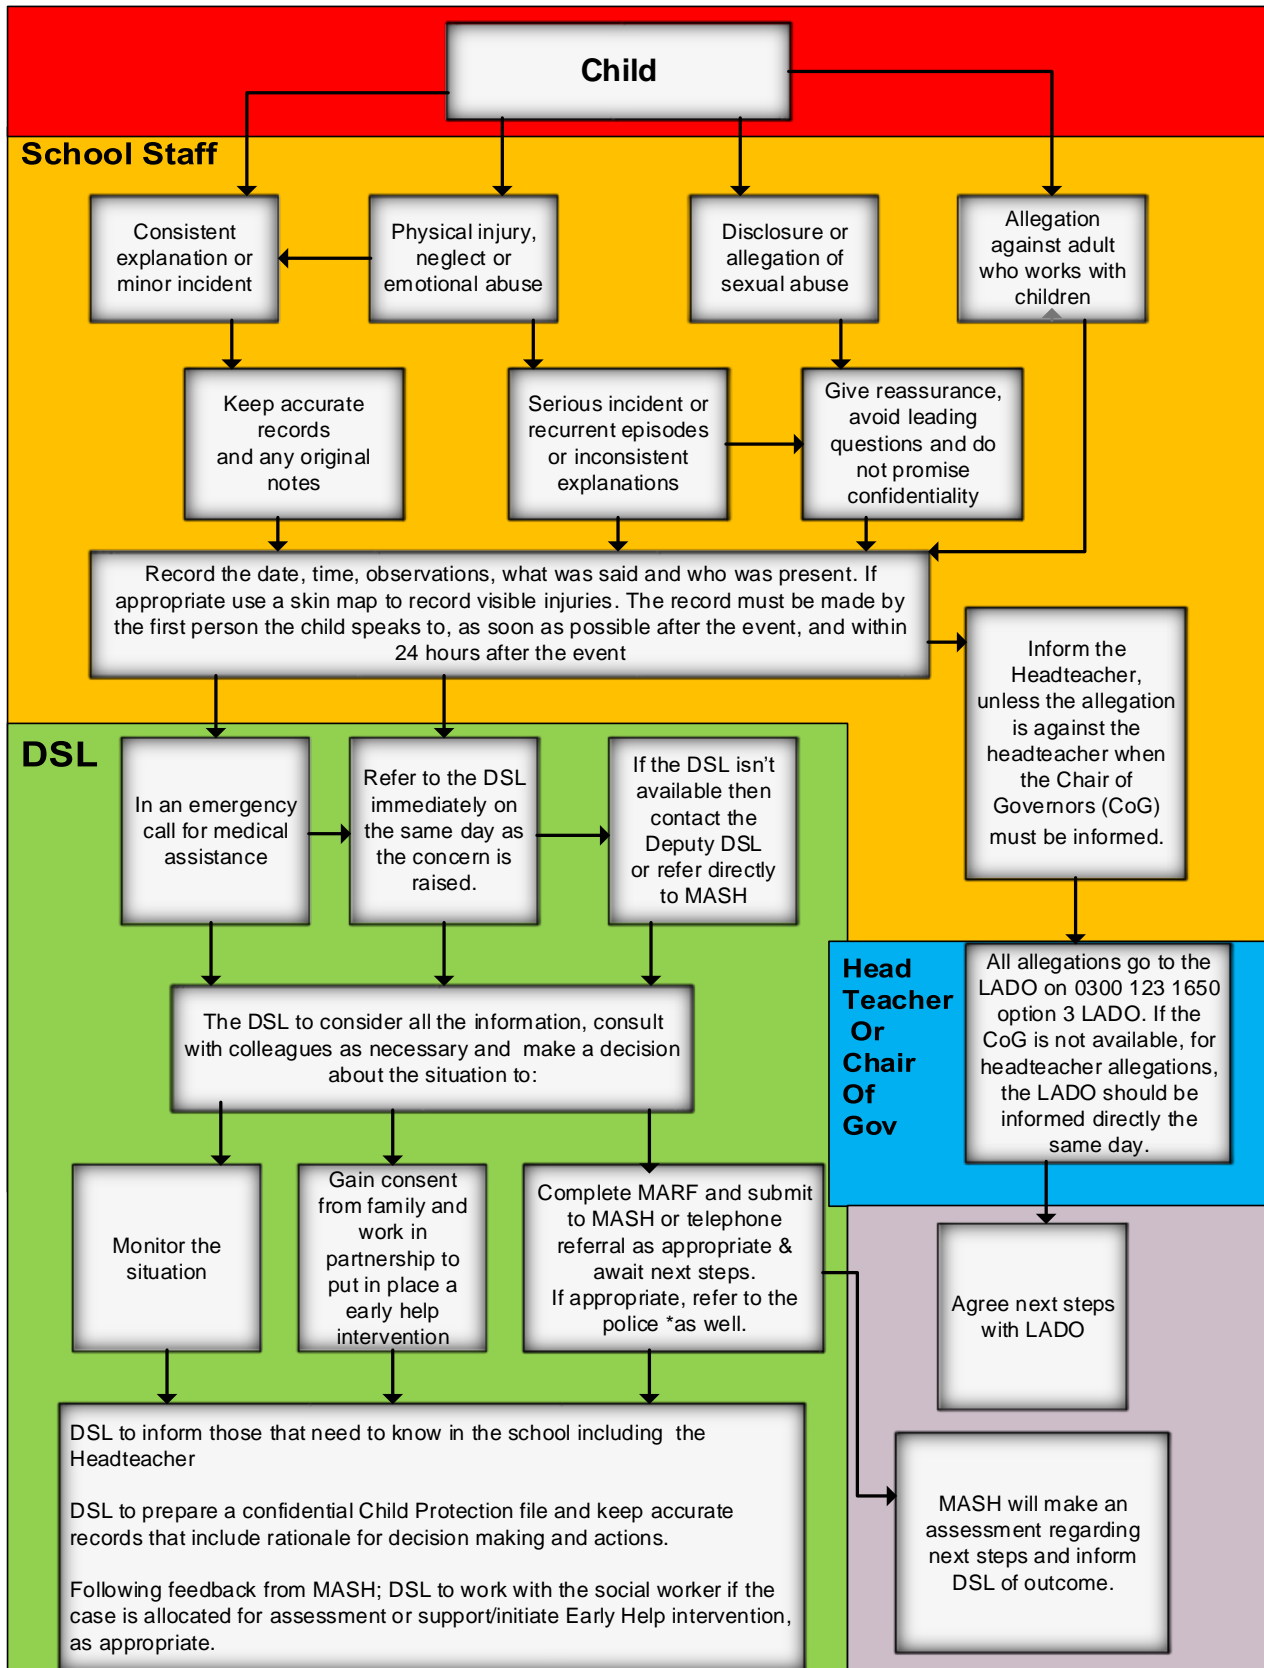 Child
School Staff
Consistent
explanation or
minor incident
Physical injury,
neglect or
emotional abuse
Disclosure or
allegation of
sexual abuse
Allegation
against adult
who works with
children
Keep accurate
records
and any original
notes
Serious incident or
recurrent episodes
or inconsistent
explanations
Give reassurance,
avoid leading
questions and do
not promise
confidentiality
Record the date, time, observations, what was said and who was present. If
appropriate use a skin map to record visible injuries. The record must be made by
the first person the child speaks to, as soon as possible after the event, and within
24 hours after the event
Inform the
Headteacher,
unless the allegation
is against the
headteacher when
the Chair of
Governors (CoG)
must be informed.
DSL
In an emergency
call for medical
assistance
Refer to the DSL
immediately on
the same day as
the concern is
raised.
If the DSL isn't
available then
contact the
Deputy DSL
or refer directly
to MASH
Head
Teacher
Or
Chair
Of
Gov
All allegations go to the
LADO on 0300 123 1650
option 3 LADO. If the
CoG is not available, for
headteacher allegations,
the LADO should be
informed directly the
same day.
The DSL to consider all the information, consult
with colleagues as necessary and  make a decision
about the situation to:
Monitor the
situation
Gain consent
from family and
work in
partnership to
put in place a
early help
intervention
Complete MARF and submit
to MASH or telephone
referral as appropriate &
await next steps.
If appropriate, refer to the
police *as well.
Agree next steps
with LADO
DSL to inform those that need to know in the school including  the
Headteacher
DSL to prepare a confidential Child Protection file and keep accurate
records that include rationale for decision making and actions.
Following feedback from MASH; DSL to work with the social worker if the
case is allocated for assessment or support/initiate Early Help intervention,
as appropriate.
MASH will make an
assessment regarding
next steps and inform
DSL of outcome.